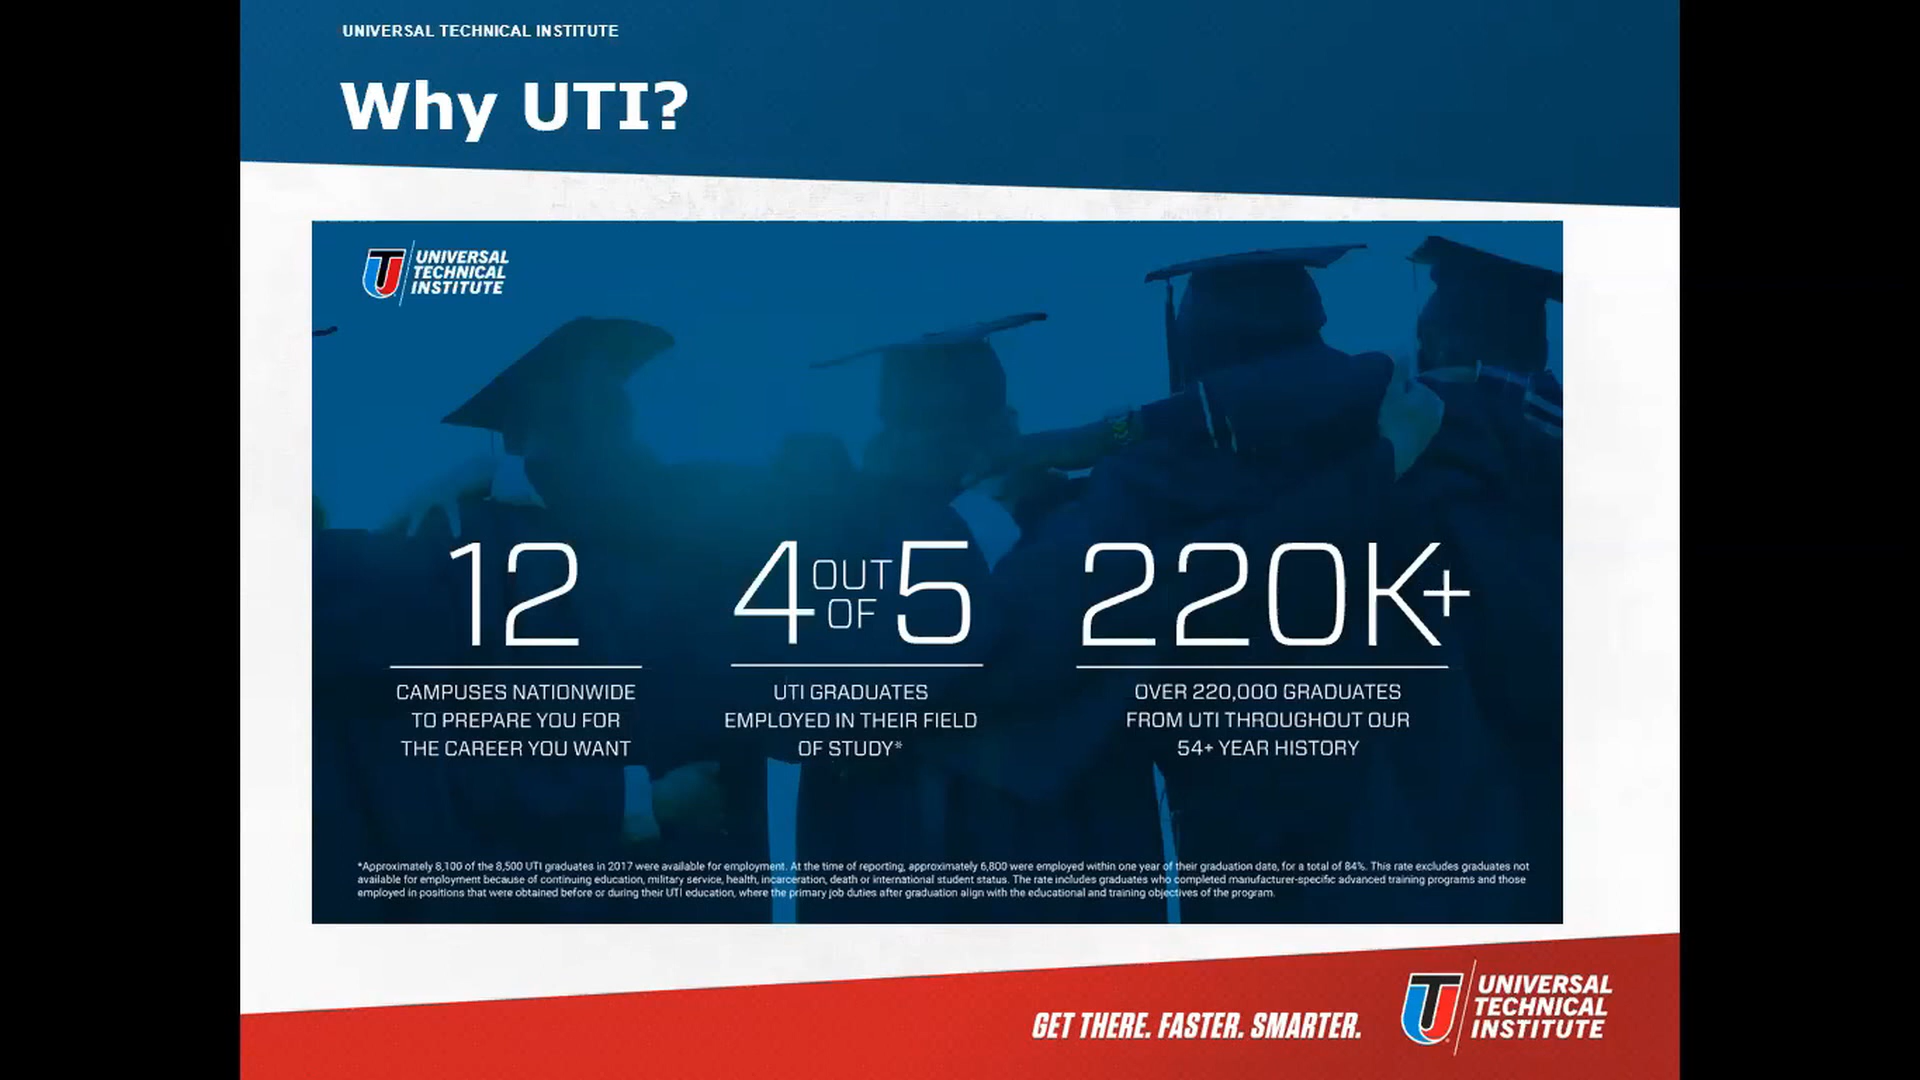 UNIVERSAL TECHNICAL INSTITUTE
Why UTI?
UNIVERSAL
TECHNICAL
INSTITUTE
12
CAMPUSES NATIONWIDE
TO PREPARE YOU FOR
THE CAREER YOU WANT
4 OUT OF 5
UTI GRADUATES
EMPLOYED IN THEIR FIELD
OF STUDY*
220K+
OVER 220,000 GRADUATES
FROM UTI THROUGHOUT OUR
54+ YEAR HISTORY
*Approximately 8,100 of the 8,500 UTI graduates in 2017 were available for employment. At the time of reporting, approximately 6,800 were employed within one year of their graduation date, for a total of 84%. This rate excludes graduates not
available for employment because of continuing education, military service, health, incarceration, death or international student status. The rate includes graduates who completed manufacturer-specific advanced training programs and those
employed in positions that were obtained before or during their UTI education, where the primary job duties after graduation align with the educational and training objectives of the program.
GET THERE. FASTER. SMARTER.
UNIVERSAL
TECHNICAL
INSTITUTE